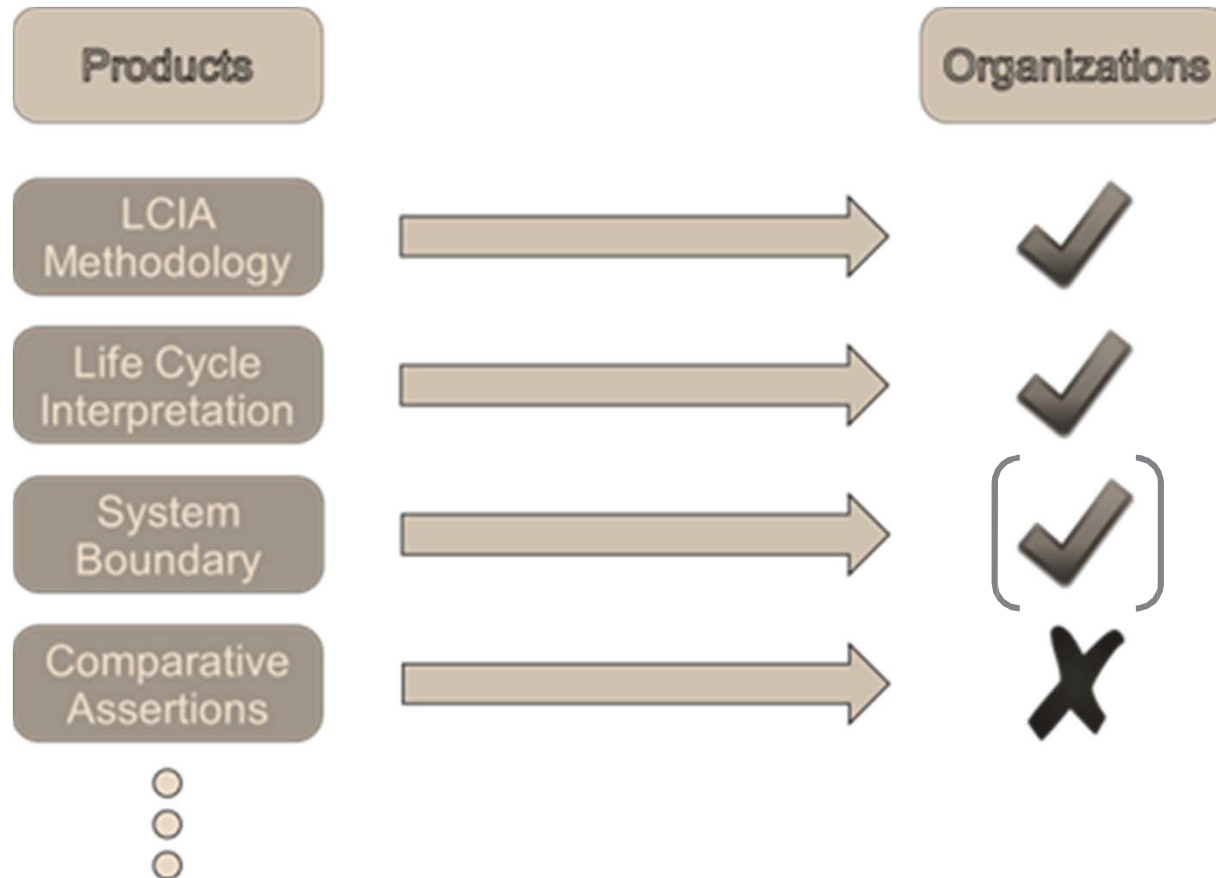 Products
Organizations
LCIA
Methodology
Life Cycle
Interpretation
System
Boundary
Comparative
Assertions